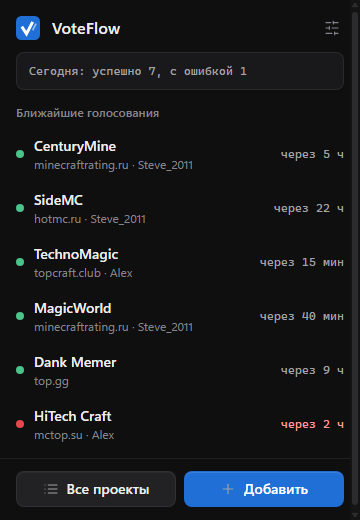 VoteFlow
Сегодня: успешно 7, с ошибкой 1
Ближайшие голосования
CenturyMine
minecraftrating.ru · Steve_2011
через 5 ч
SideMC
hotmc.ru · Steve_2011
через 22 ч
TechnoMagic
topcraft.club · Alex
через 15 мин
MagicWorld
minecraftrating.ru · Steve_2011
через 40 мин
Dank Memer
top.gg
через 9 ч
HiTech Craft
mctop.su · Alex
через 2 ч
Все проекты
Добавить